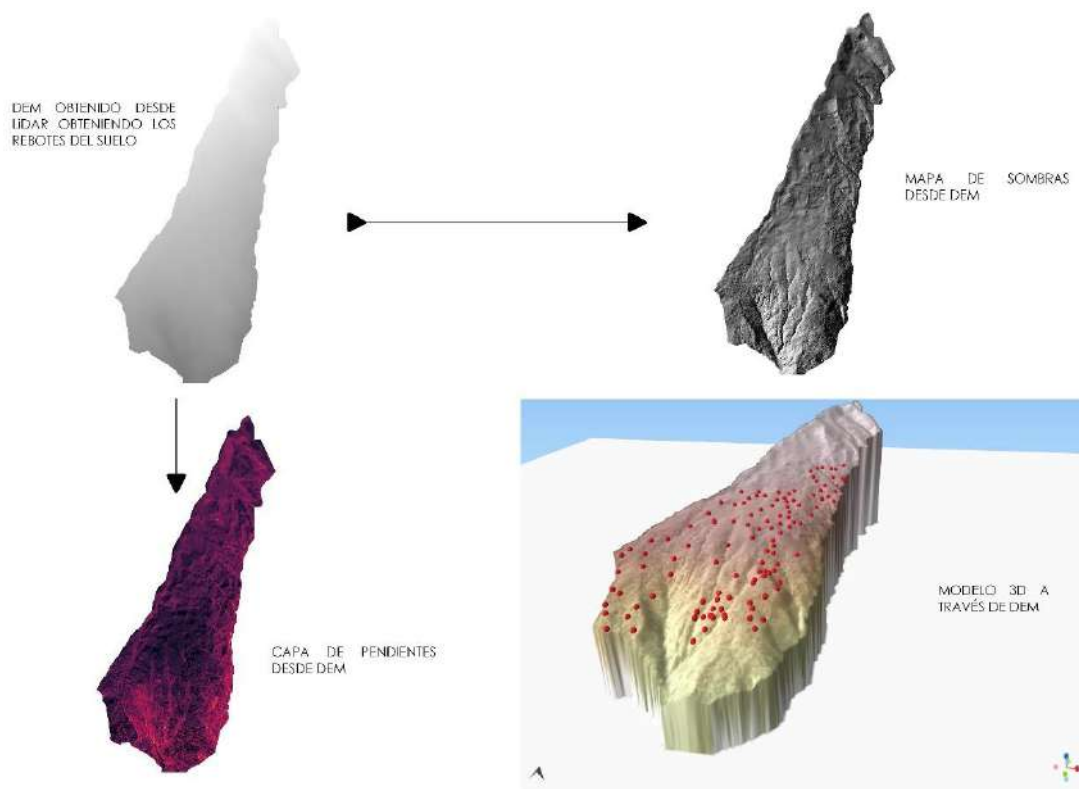 DEM OBTENIDO DESDE
LiDAR OBTENIENDO LOS
REBOTES DEL SUELO
MAPA DE SOMBRAS
DESDE DEM
CAPA DE PENDIENTES
DESDE DEM
MODELO 3D A
TRAVÉS DE DEM